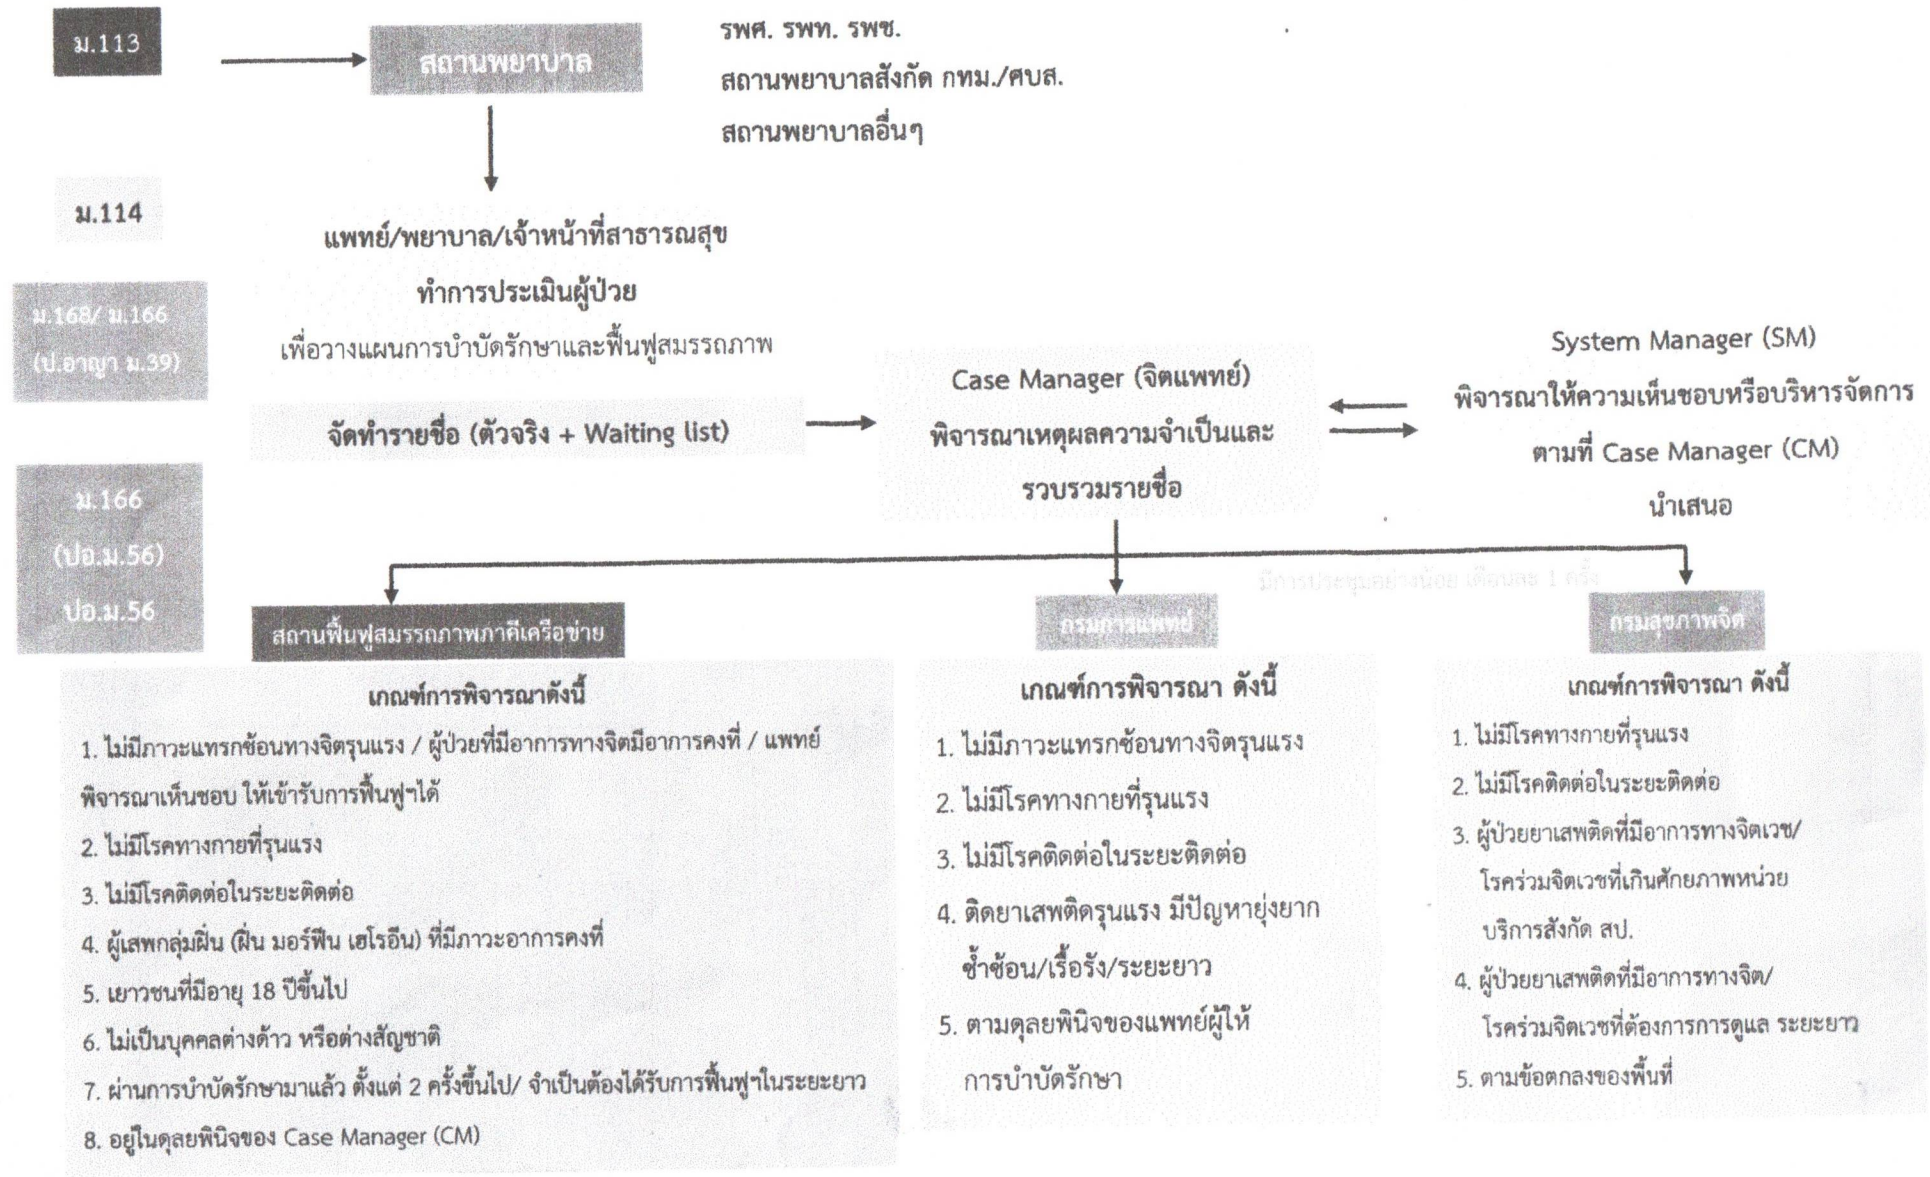 ม.113
สถานพยาบาล
รพศ. รพท. รพช.
สถานพยาบาลสังกัด กทม./ศบส.
สถานพยาบาลอื่นๆ
ม.114
แพทย์/พยาบาล/เจ้าหน้าที่สาธารณสุข
ทำการประเมินผู้ป่วย
เพื่อวางแผนการบำบัดรักษาและฟื้นฟูสมรรถภาพ
ม.168/ ม.166
(ป.อาญา ม.39)
จัดทำรายชื่อ (ตัวจริง + Waiting list)
Case Manager (จิตแพทย์)
พิจารณาเหตุผลความจำเป็นและ
รวบรวมรายชื่อ
System Manager (SM)
พิจารณาให้ความเห็นชอบหรือบริหารจัดการ
ตามที่ Case Manager (CM)
นำเสนอ
ม.166
(ปอ.ม.56)
ปอ.ม.56
มีการประชุมอย่างน้อย เดือนละ 1 ครั้ง
สถานฟื้นฟูสมรรถภาพภาคีเครือข่าย
เกณฑ์การพิจารณาดังนี้
1. ไม่มีภาวะแทรกซ้อนทางจิตรุนแรง / ผู้ป่วยที่มีอาการทางจิตมีอาการคงที่ / แพทย์
พิจารณาเห็นชอบ ให้เข้ารับการฟื้นฟูฯได้
2. ไม่มีโรคทางกายที่รุนแรง
3. ไม่มีโรคติดต่อในระยะติดต่อ
4. ผู้เสพกลุ่มฝิ่น (ฝิ่น มอร์ฟีน เฮโรอีน) ที่มีภาวะอาการคงที่
5. เยาวชนที่มีอายุ 18 ปีขึ้นไป
6. ไม่เป็นบุคคลต่างด้าว หรือต่างสัญชาติ
7. ผ่านการบำบัดรักษามาแล้ว ตั้งแต่ 2 ครั้งขึ้นไป/ จำเป็นต้องได้รับการฟื้นฟูฯในระยะยาว
8. อยู่ในดุลยพินิจของ Case Manager (CM)
กรมการแพทย์
เกณฑ์การพิจารณา ดังนี้
1. ไม่มีภาวะแทรกซ้อนทางจิตรุนแรง
2. ไม่มีโรคทางกายที่รุนแรง
3. ไม่มีโรคติดต่อในระยะติดต่อ
4. ติดยาเสพติดรุนแรง มีปัญหายุ่งยาก
ซ้ำซ้อน/เรื้อรัง/ระยะยาว
5. ตามดุลยพินิจของแพทย์ผู้ให้
การบำบัดรักษา
กรมสุขภาพจิต
เกณฑ์การพิจารณา ดังนี้
1. ไม่มีโรคทางกายที่รุนแรง
2. ไม่มีโรคติดต่อในระยะติดต่อ
3. ผู้ป่วยยาเสพติดที่มีอาการทางจิตเวช/
โรคร่วมจิตเวชที่เกินศักยภาพหน่วย
บริการสังกัด สป.
4. ผู้ป่วยยาเสพติดที่มีอาการทางจิต/
โรคร่วมจิตเวชที่ต้องการการดูแล ระยะยาว
5. ตามข้อตกลงของพื้นที่